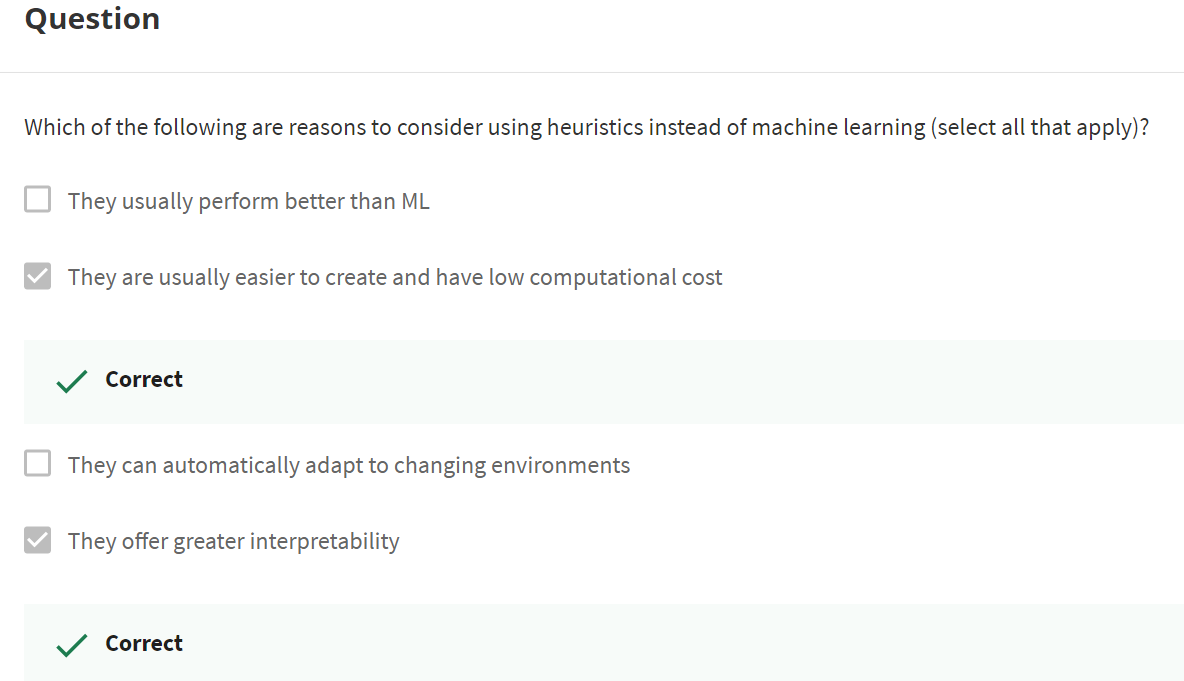 Question
Which of the following are reasons to consider using heuristics instead of machine learning (select all that apply)?
They usually perform better than ML
They are usually easier to create and have low computational cost
Correct
They can automatically adapt to changing environments
They offer greater interpretability
Correct